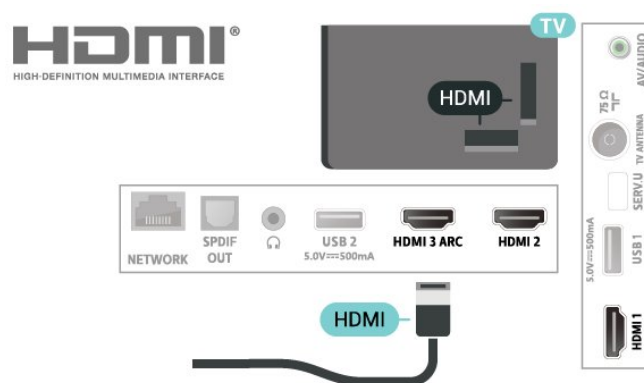 HDMI®
HIGH-DEFINITION MULTIMEDIA INTERFACE
TV
HDMI
NETWORK
SPDIF
OUT
USB 2
5.0V⎓500mA
HDMI 3 ARC
HDMI 2
HDMI
AV/AUDIO
75 Ω
TV ANTENNA
SERV.U
5.0V⎓500mA
USB 1
HDMI 1